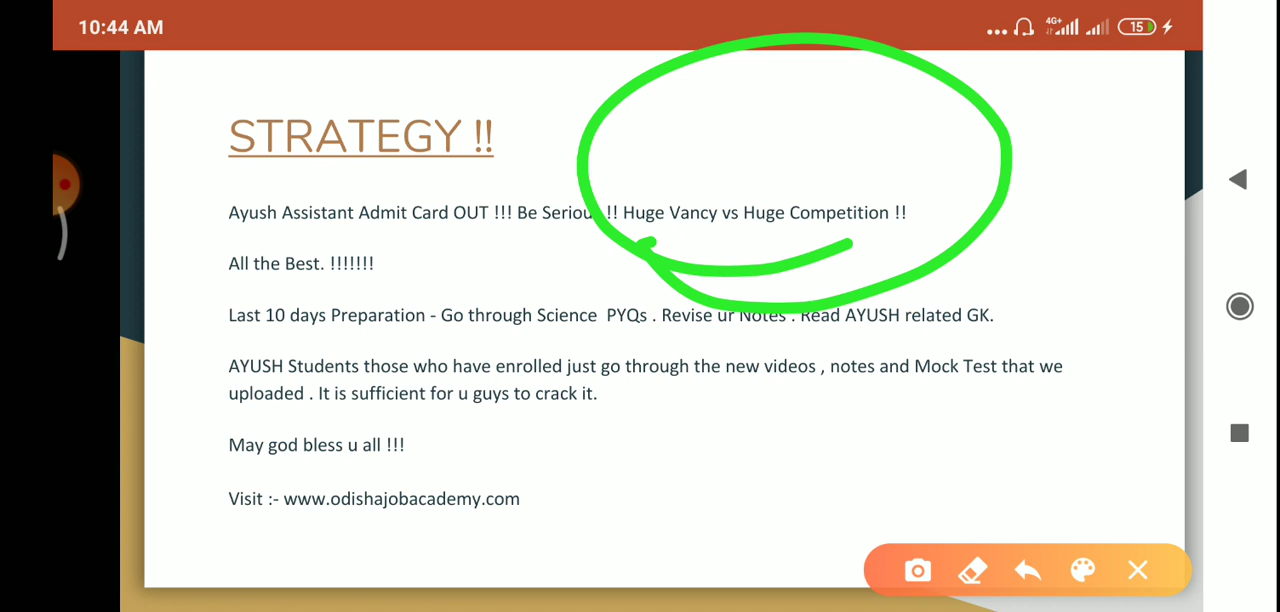 10:44 AM
4G+
15
STRATEGY !!
Ayush Assistant Admit Card OUT !!! Be Serious !! Huge Vancy vs Huge Competition !!
All the Best. !!!!!!!
Last 10 days Preparation - Go through Science PYQs . Revise ur Notes . Read AYUSH related GK.
AYUSH Students those who have enrolled just go through the new videos , notes and Mock Test that we
uploaded . It is sufficient for u guys to crack it.
May god bless u all !!!
Visit :- www.odishajobacademy.com